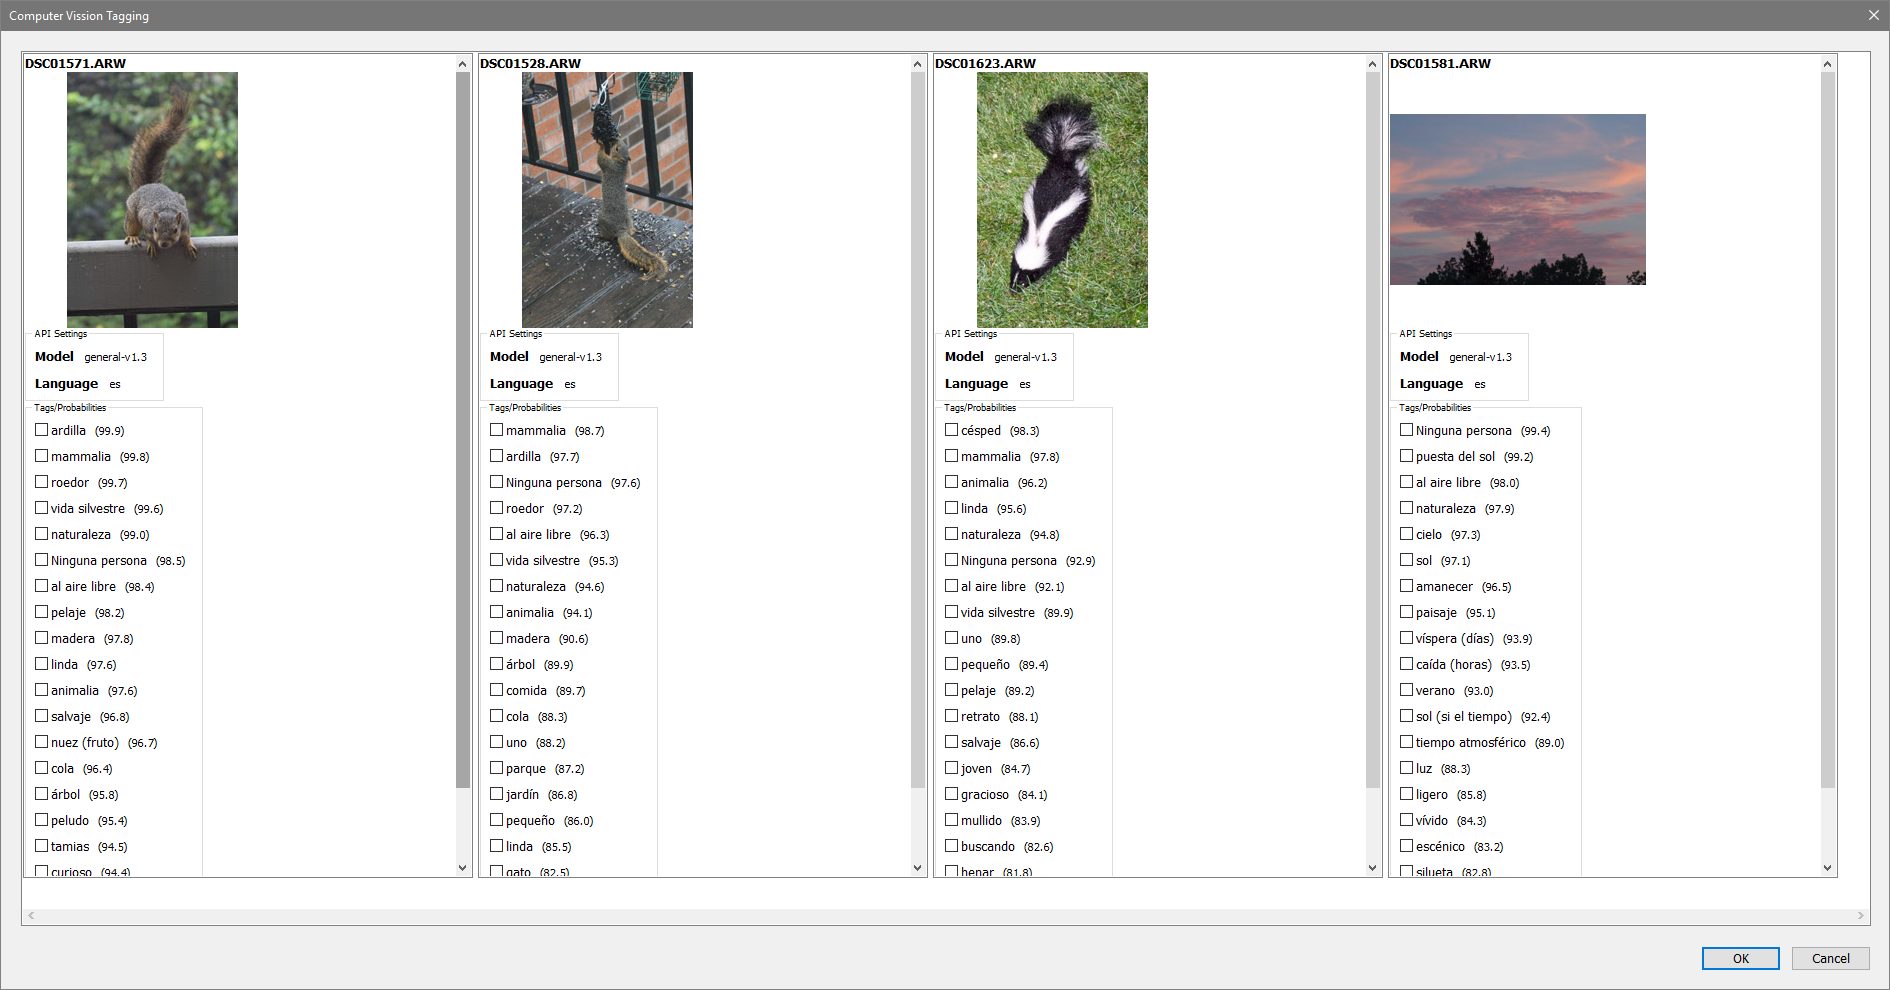 Computer Vission Tagging
DSC01571.ARW
API Settings
Model general-v1.3
Language es
Tags/Probabilities
ardilla (99.9)
mammalia (99.8)
roedor (99.7)
vida silvestre (99.6)
naturaleza (99.0)
Ninguna persona (98.5)
al aire libre (98.4)
pelaje (98.2)
madera (97.8)
linda (97.6)
animalia (97.6)
salvaje (96.8)
nuez (fruto) (96.7)
cola (96.4)
árbol (95.8)
peludo (95.4)
tamias (94.5)
curioso (94.4)
DSC01528.ARW
API Settings
Model general-v1.3
Language es
Tags/Probabilities
mammalia (98.7)
ardilla (97.7)
Ninguna persona (97.6)
roedor (97.2)
al aire libre (96.3)
vida silvestre (95.3)
naturaleza (94.6)
animalia (94.1)
madera (90.6)
árbol (89.9)
comida (89.7)
cola (88.3)
uno (88.2)
parque (87.2)
jardín (86.8)
pequeño (86.0)
linda (85.5)
gato (82.5)
DSC01623.ARW
API Settings
Model general-v1.3
Language es
Tags/Probabilities
césped (98.3)
mammalia (97.8)
animalia (96.2)
linda (95.6)
naturaleza (94.8)
Ninguna persona (92.9)
al aire libre (92.1)
vida silvestre (89.9)
uno (89.8)
pequeño (89.4)
pelaje (89.2)
retrato (88.1)
salvaje (86.6)
joven (84.7)
gracioso (84.1)
mullido (83.9)
buscando (82.6)
henar (81.8)
DSC01581.ARW
API Settings
Model general-v1.3
Language es
Tags/Probabilities
Ninguna persona (99.4)
puesta del sol (99.2)
al aire libre (98.0)
naturaleza (97.9)
cielo (97.3)
sol (97.1)
amanecer (96.5)
paisaje (95.1)
víspera (días) (93.9)
caída (horas) (93.5)
verano (93.0)
sol (si el tiempo) (92.4)
tiempo atmosférico (89.0)
luz (88.3)
ligero (85.8)
vívido (84.3)
escénico (83.2)
silueta (82.8)
OK
Cancel